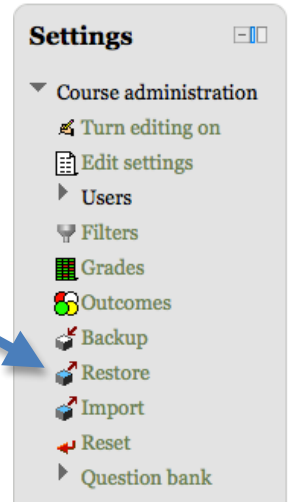 Settings
Course administration
Turn editing on
Edit settings
Users
Filters
Grades
Outcomes
Backup
Restore
Import
Reset
Question bank